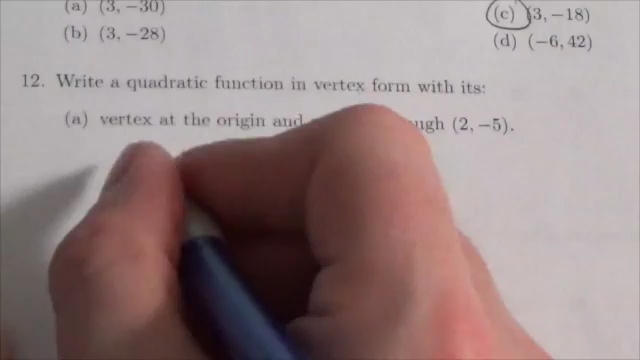 (a) (3, −30)
(b) (3, −28)
(c) (3, −18)
(d) (−6, 42)
12. Write a quadratic function in vertex form with its:
(a) vertex at the origin and ugh (2, −5).